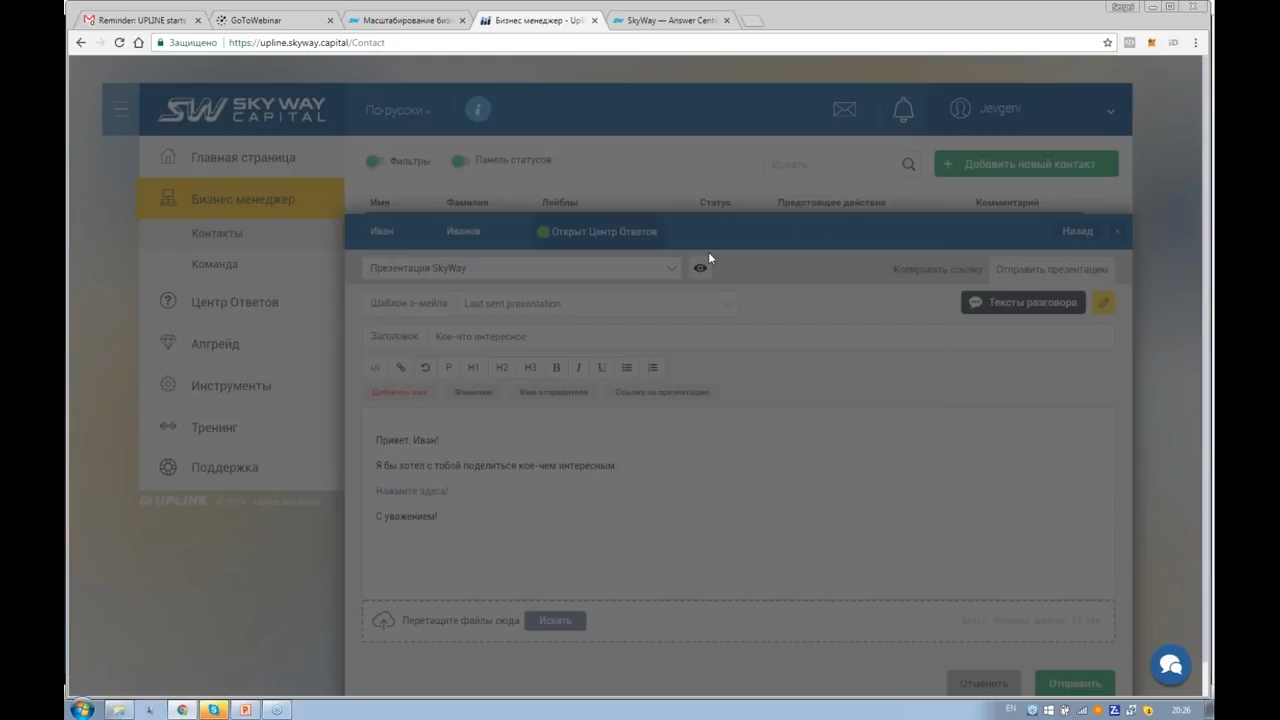 Sergei
Reminder: UPLINE starts
GoToWebinar
Масштабирование биз
Бизнес менеджер - Upl
SkyWay — Answer Cente
Защищено
https://upline.skyway.capital/Contact
iD
SW SKY WAY CAPITAL
По-русски
i
Jevgeni
Главная страница
Фильтры
Панель статусов
Искать
+ Добавить новый контакт
Бизнес менеджер
Имя Фамилия Лейблы Статус Предстоящее действие Комментарий
Контакты
Иван Иванов Открыт Центр Ответов Назад ×
Команда
Презентация SkyWay
Копировать ссылку
Отправить презентацию
Центр Ответов
Шаблон э-мейла
Last sent presentation
Тексты разговора
Апгрейд
Заголовок
Кое-что интересное
P H1 H2 H3 B I U
Инструменты
Добавить имя
Фамилию
Имя отправителя
Ссылку на презентацию
Тренинг
Привет, Иван!
Поддержка
Я бы хотел с тобой поделиться кое-чем интересным
Нажмите здесь!
UPLINE
С уважением!
Перетащите файлы сюда
Искать
Отменить
Отправить
EN
20:26